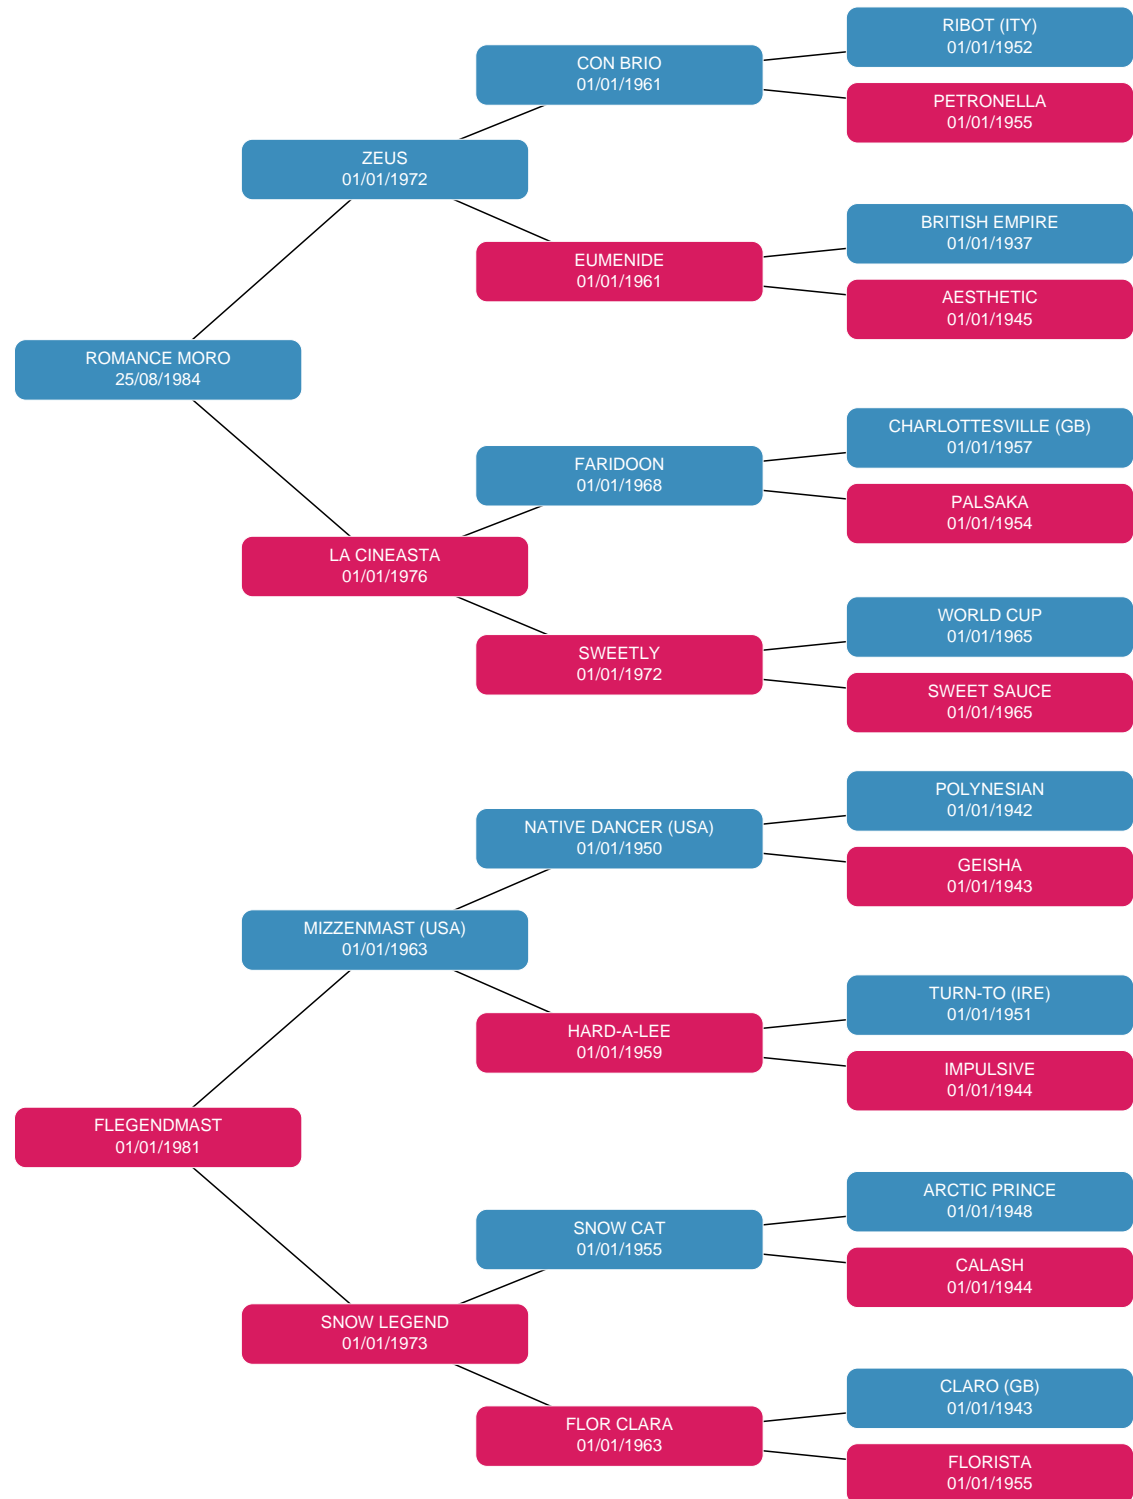 RIBOT (ITY)
01/01/1952
CON BRIO
01/01/1961
PETRONELLA
01/01/1955
ZEUS
01/01/1972
BRITISH EMPIRE
01/01/1937
EUMENIDE
01/01/1961
AESTHETIC
01/01/1945
ROMANCE MORO
25/08/1984
CHARLOTTESVILLE (GB)
01/01/1957
FARIDOON
01/01/1968
PALSAKA
01/01/1954
LA CINEASTA
01/01/1976
WORLD CUP
01/01/1965
SWEETLY
01/01/1972
SWEET SAUCE
01/01/1965
POLYNESIAN
01/01/1942
NATIVE DANCER (USA)
01/01/1950
GEISHA
01/01/1943
MIZZENMAST (USA)
01/01/1963
TURN-TO (IRE)
01/01/1951
HARD-A-LEE
01/01/1959
IMPULSIVE
01/01/1944
FLEGENDMAST
01/01/1981
ARCTIC PRINCE
01/01/1948
SNOW CAT
01/01/1955
CALASH
01/01/1944
SNOW LEGEND
01/01/1973
CLARO (GB)
01/01/1943
FLOR CLARA
01/01/1963
FLORISTA
01/01/1955